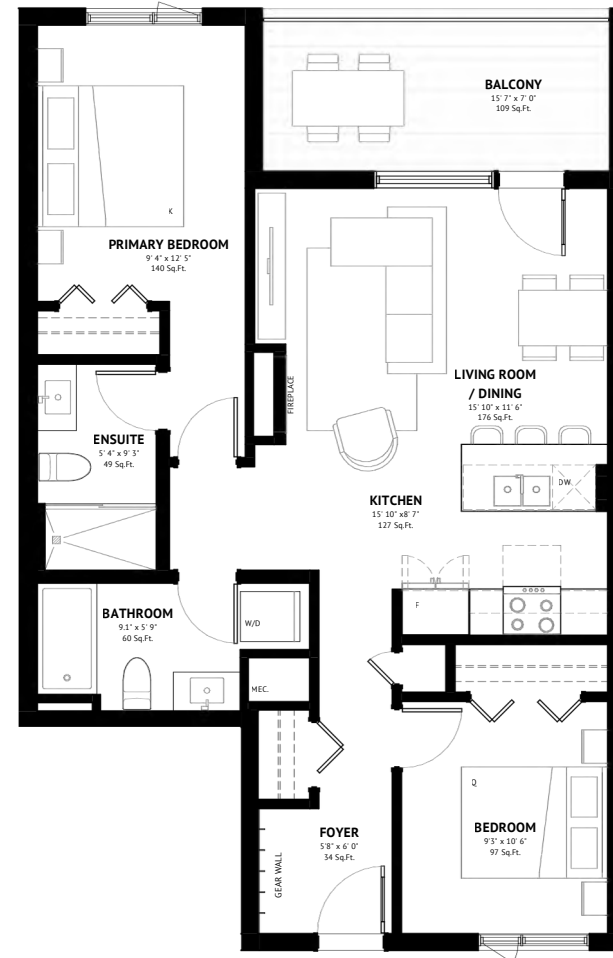 BALCONY
15' 7" x 7' 0"
109 Sq.Ft.
K
PRIMARY BEDROOM
9' 4" x 12' 5"
140 Sq.Ft.
FIREPLACE
LIVING ROOM
/ DINING
15' 10" x 11' 6"
176 Sq.Ft.
ENSUITE
5' 4" x 9' 3"
49 Sq.Ft.
DW
KITCHEN
15' 10" x8' 7"
127 Sq.Ft.
F
BATHROOM
9.1" x 5' 9"
60 Sq.Ft.
W/D
MEC.
Q
FOYER
5'8" x 6' 0"
34 Sq.Ft.
GEAR WALL
BEDROOM
9'3" x 10' 6"
97 Sq.Ft.